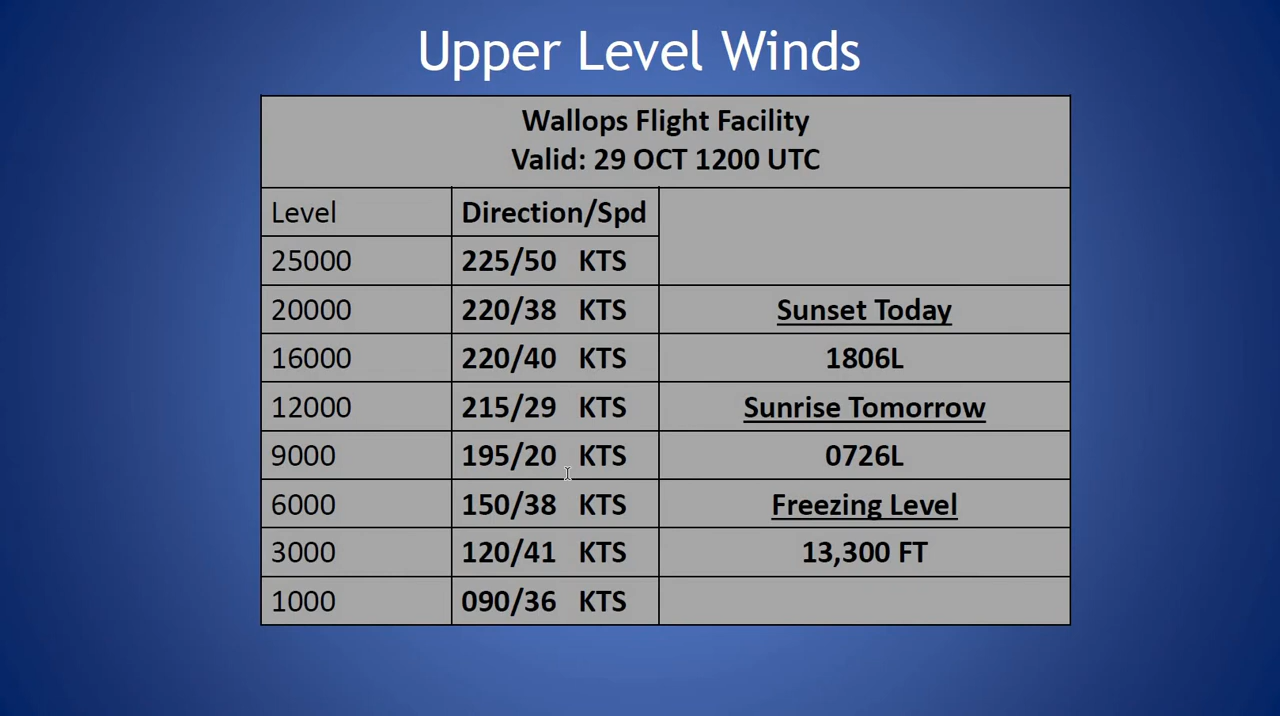 Upper Level Winds
Wallops Flight Facility
Valid: 29 OCT 1200 UTC
Level Direction/Spd
25000 225/50 KTS
20000 220/38 KTS Sunset Today
16000 220/40 KTS 1806L
12000 215/29 KTS Sunrise Tomorrow
9000 195/20 KTS 0726L
6000 150/38 KTS Freezing Level
3000 120/41 KTS 13,300 FT
1000 090/36 KTS